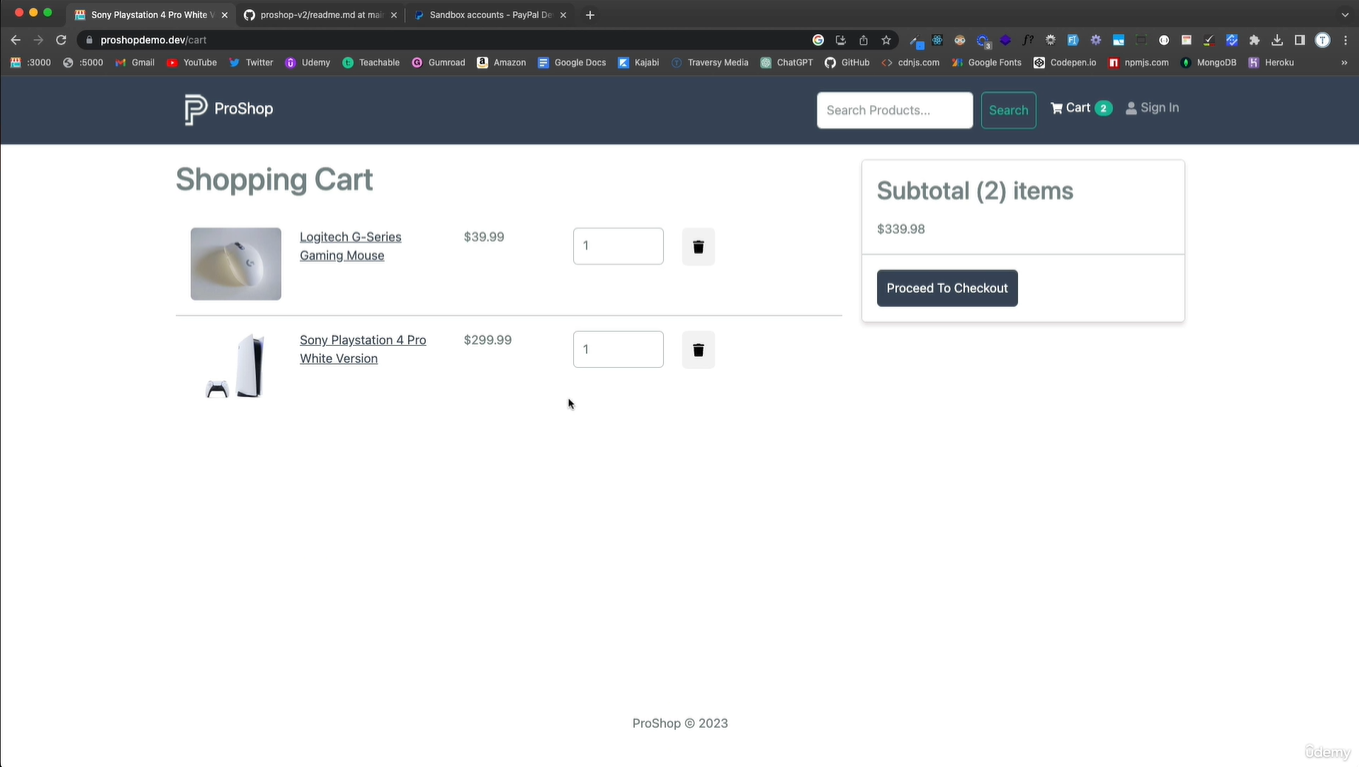 Sony Playstation 4 Pro White V
proshop-v2/readme.md at mai
Sandbox accounts - PayPal De
proshopdemo.dev/cart
:3000 :5000 Gmail YouTube Twitter Udemy Teachable Gumroad Amazon Google Docs Kajabi Traversy Media ChatGPT GitHub cdnjs.com Google Fonts Codepen.io npmjs.com MongoDB Heroku »
ProShop
Search Products...
Search
Cart 2
Sign In
Shopping Cart
Logitech G-Series
Gaming Mouse
$39.99
1
Sony Playstation 4 Pro
White Version
$299.99
1
Subtotal (2) items
$339.98
Proceed To Checkout
ProShop © 2023
ûdemy